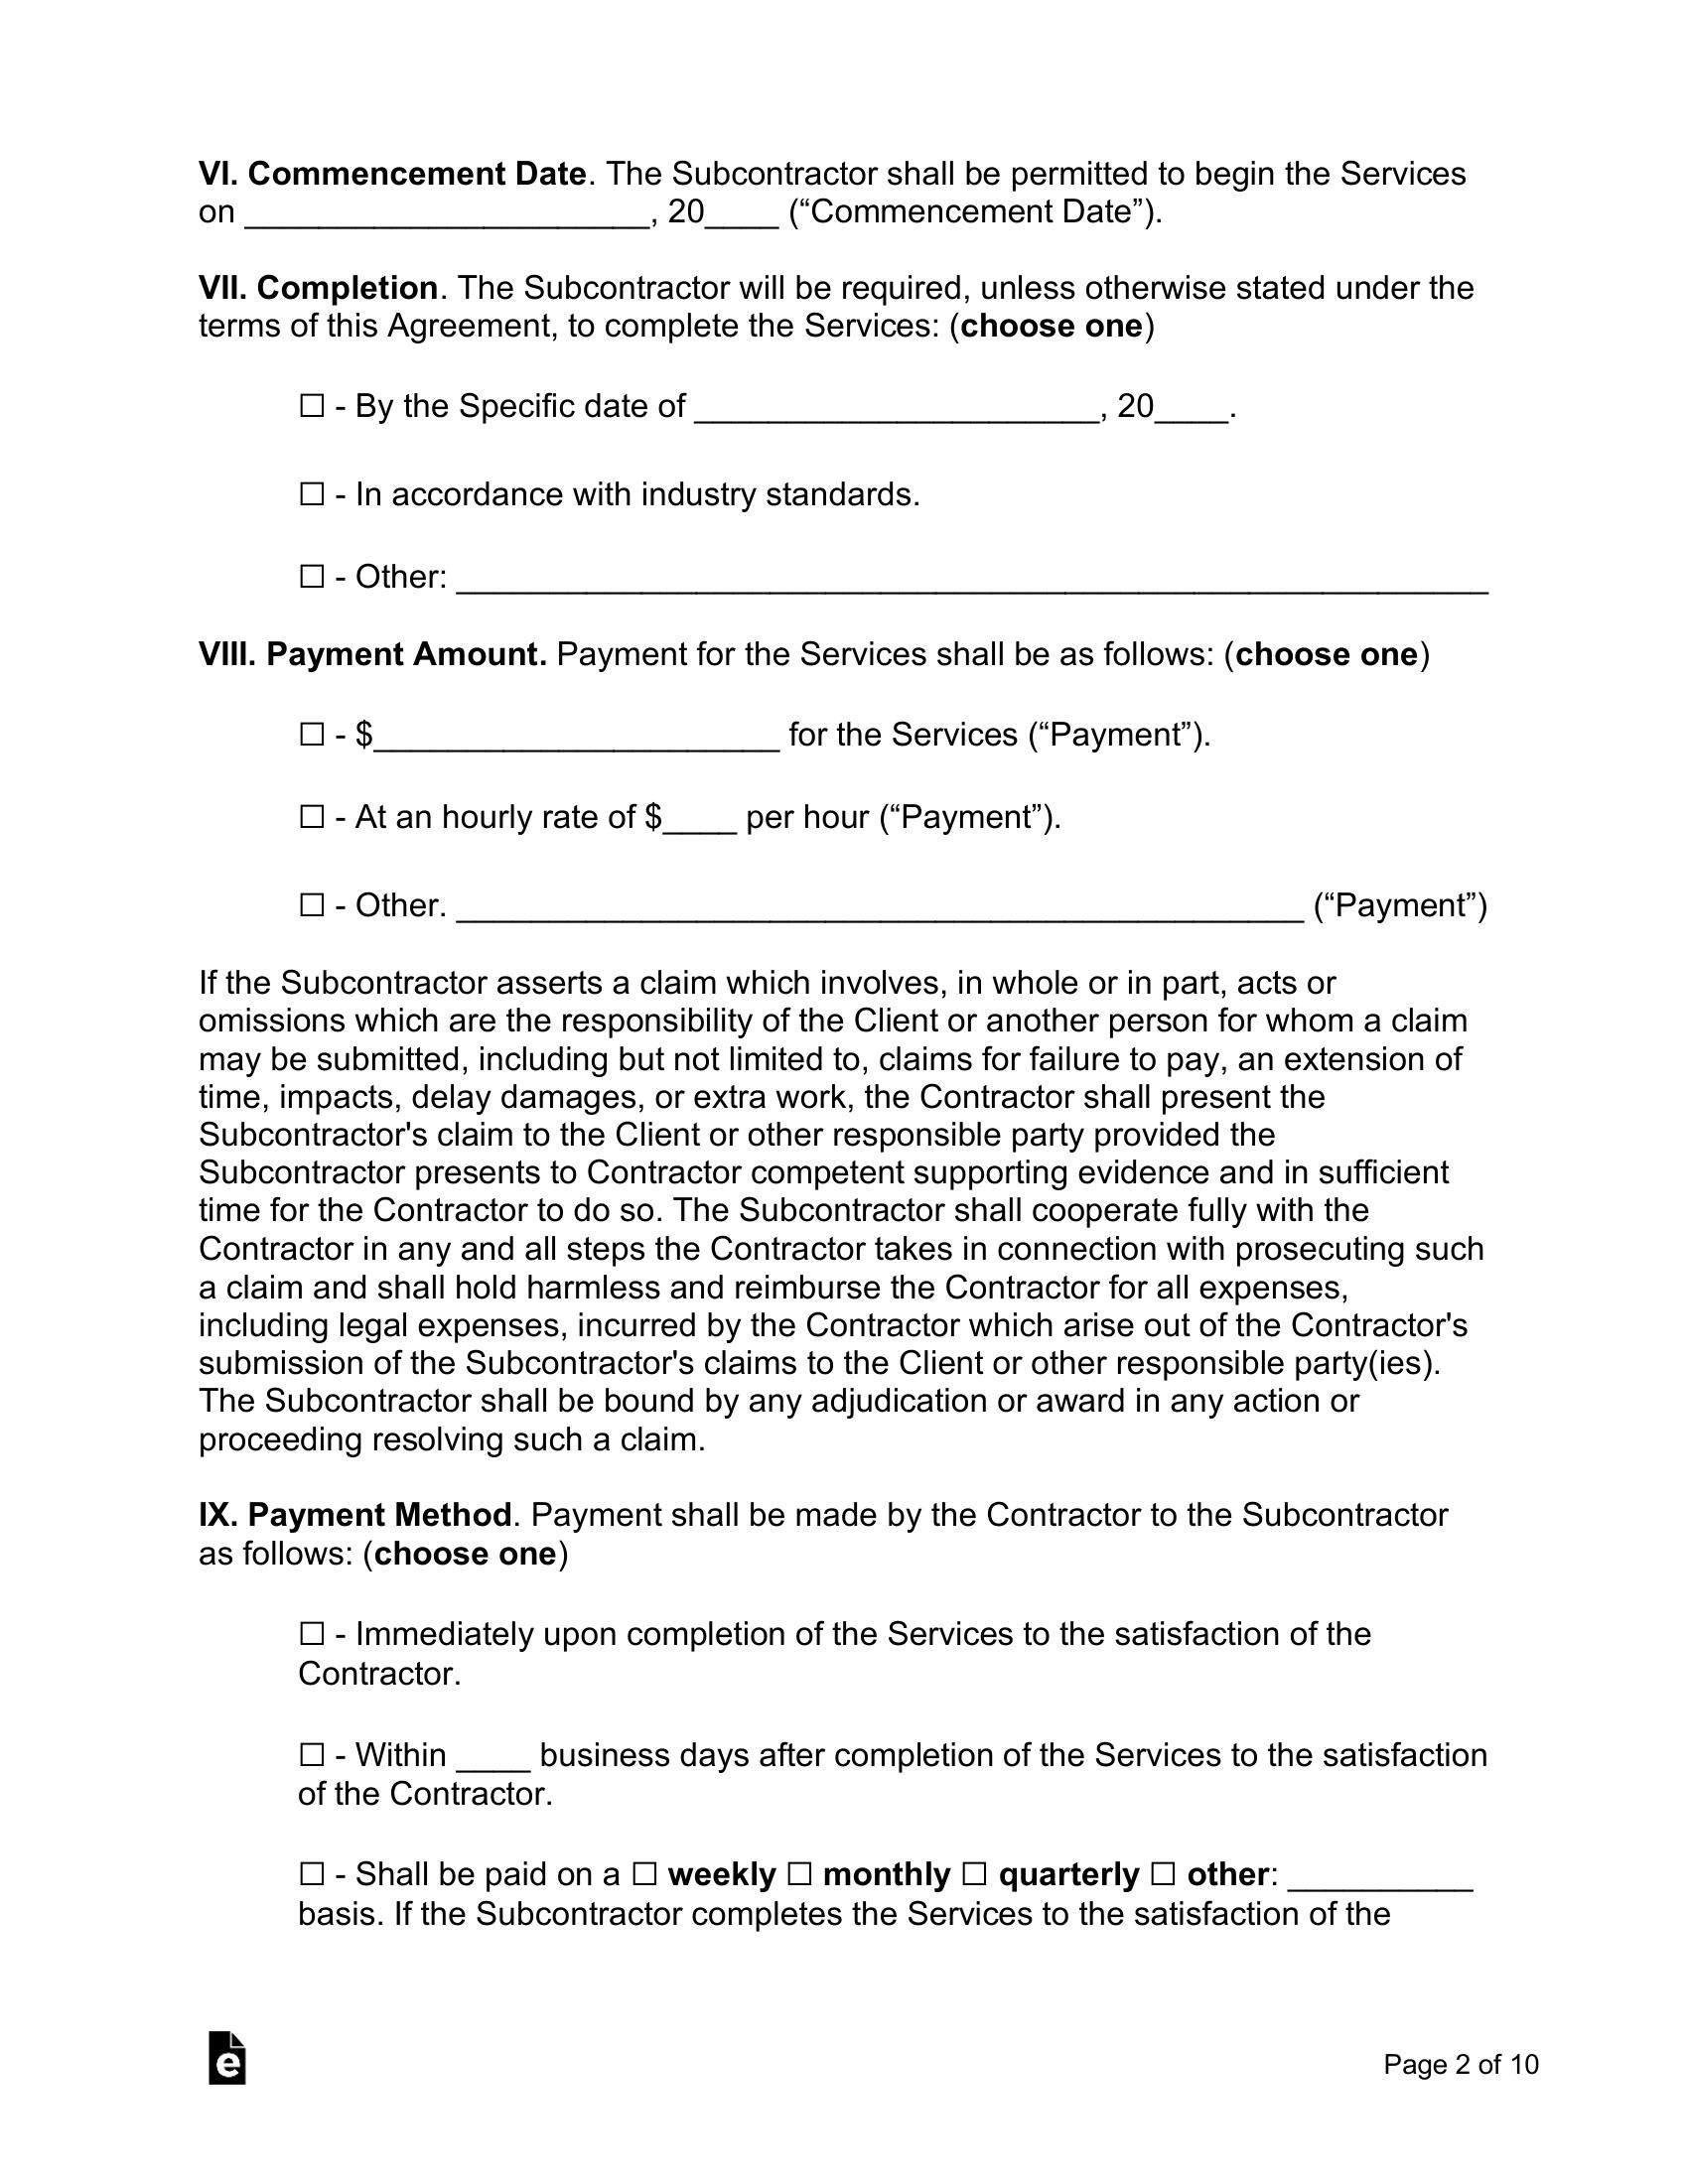 VI. Commencement Date. The Subcontractor shall be permitted to begin the Services
on ______________________, 20____ (“Commencement Date”).
VII. Completion. The Subcontractor will be required, unless otherwise stated under the
terms of this Agreement, to complete the Services: (choose one)
☐ - By the Specific date of ______________________, 20____.
☐ - In accordance with industry standards.
☐ - Other: ________________________________________________________
VIII. Payment Amount. Payment for the Services shall be as follows: (choose one)
☐ - $______________________ for the Services (“Payment”).
☐ - At an hourly rate of $____ per hour (“Payment”).
☐ - Other. ______________________________________________ (“Payment”)
If the Subcontractor asserts a claim which involves, in whole or in part, acts or
omissions which are the responsibility of the Client or another person for whom a claim
may be submitted, including but not limited to, claims for failure to pay, an extension of
time, impacts, delay damages, or extra work, the Contractor shall present the
Subcontractor's claim to the Client or other responsible party provided the
Subcontractor presents to Contractor competent supporting evidence and in sufficient
time for the Contractor to do so. The Subcontractor shall cooperate fully with the
Contractor in any and all steps the Contractor takes in connection with prosecuting such
a claim and shall hold harmless and reimburse the Contractor for all expenses,
including legal expenses, incurred by the Contractor which arise out of the Contractor's
submission of the Subcontractor's claims to the Client or other responsible party(ies).
The Subcontractor shall be bound by any adjudication or award in any action or
proceeding resolving such a claim.
IX. Payment Method. Payment shall be made by the Contractor to the Subcontractor
as follows: (choose one)
☐ - Immediately upon completion of the Services to the satisfaction of the
Contractor.
☐ - Within ____ business days after completion of the Services to the satisfaction
of the Contractor.
☐ - Shall be paid on a ☐ weekly ☐ monthly ☐ quarterly ☐ other: __________
basis. If the Subcontractor completes the Services to the satisfaction of the
e
Page 2 of 10